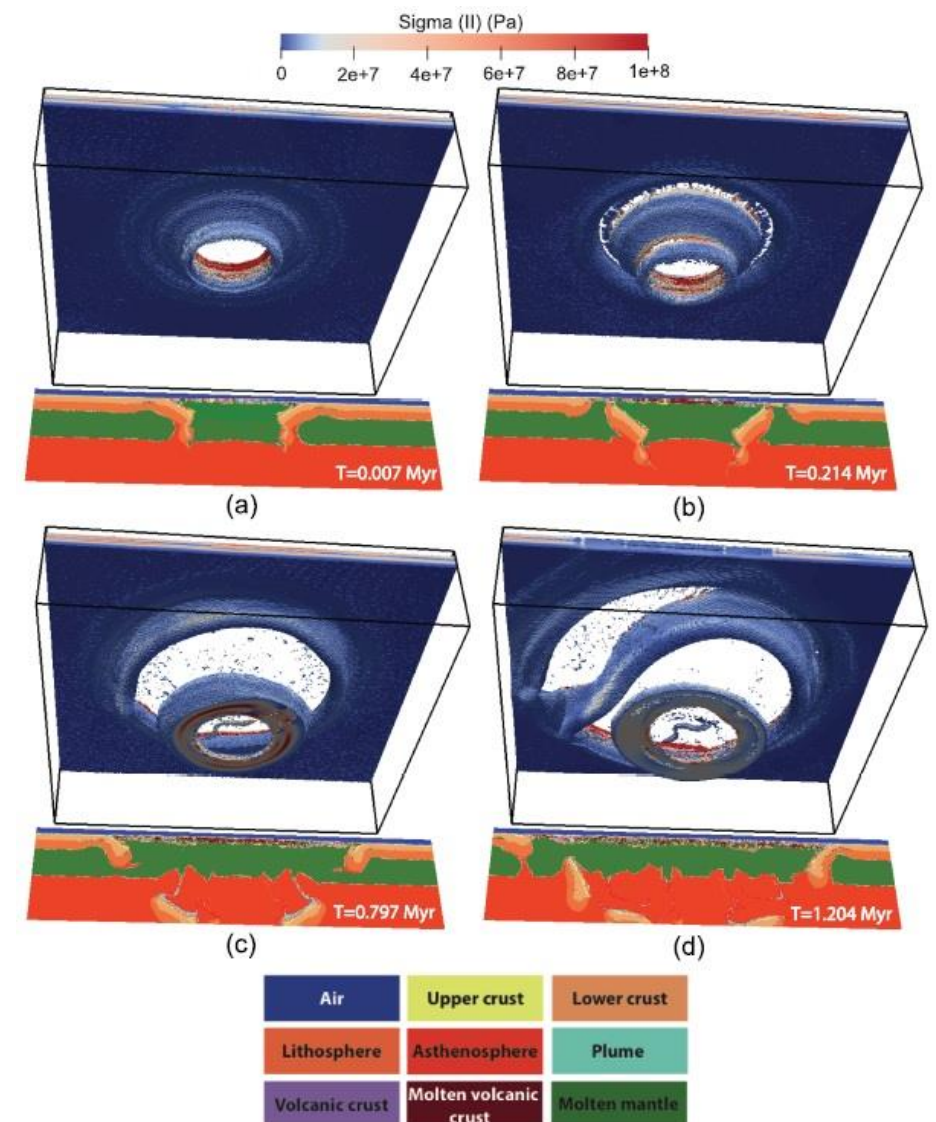 Sigma (II) (Pa)
0 2e+7 4e+7 6e+7 8e+7 1e+8
T=0.007 Myr
T=0.214 Myr
(a)
(b)
T=0.797 Myr
T=1.204 Myr
(c)
(d)
Air
Upper crust
Lower crust
Lithosphere
Asthenosphere
Plume
Volcanic crust
Molten volcanic
crust
Molten mantle